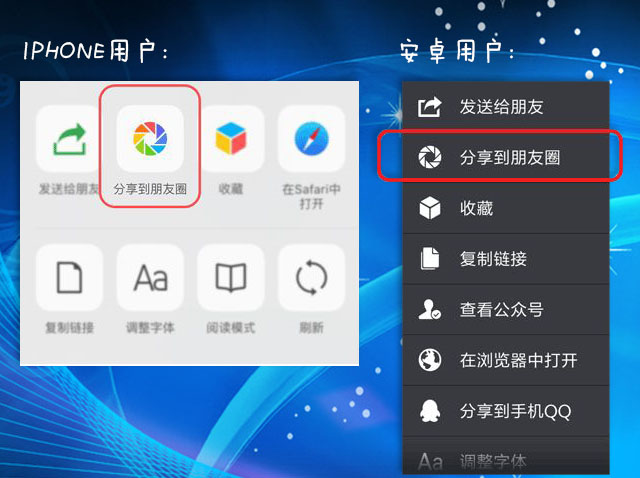 IPHONE用户：
安卓用户：
发送给朋友
分享到朋友圈
收藏
在Safari中
打开
复制链接
Aa
调整字体
阅读模式
刷新
发送给朋友
分享到朋友圈
收藏
复制链接
查看公众号
在浏览器中打开
分享到手机QQ
Aa 调整字体